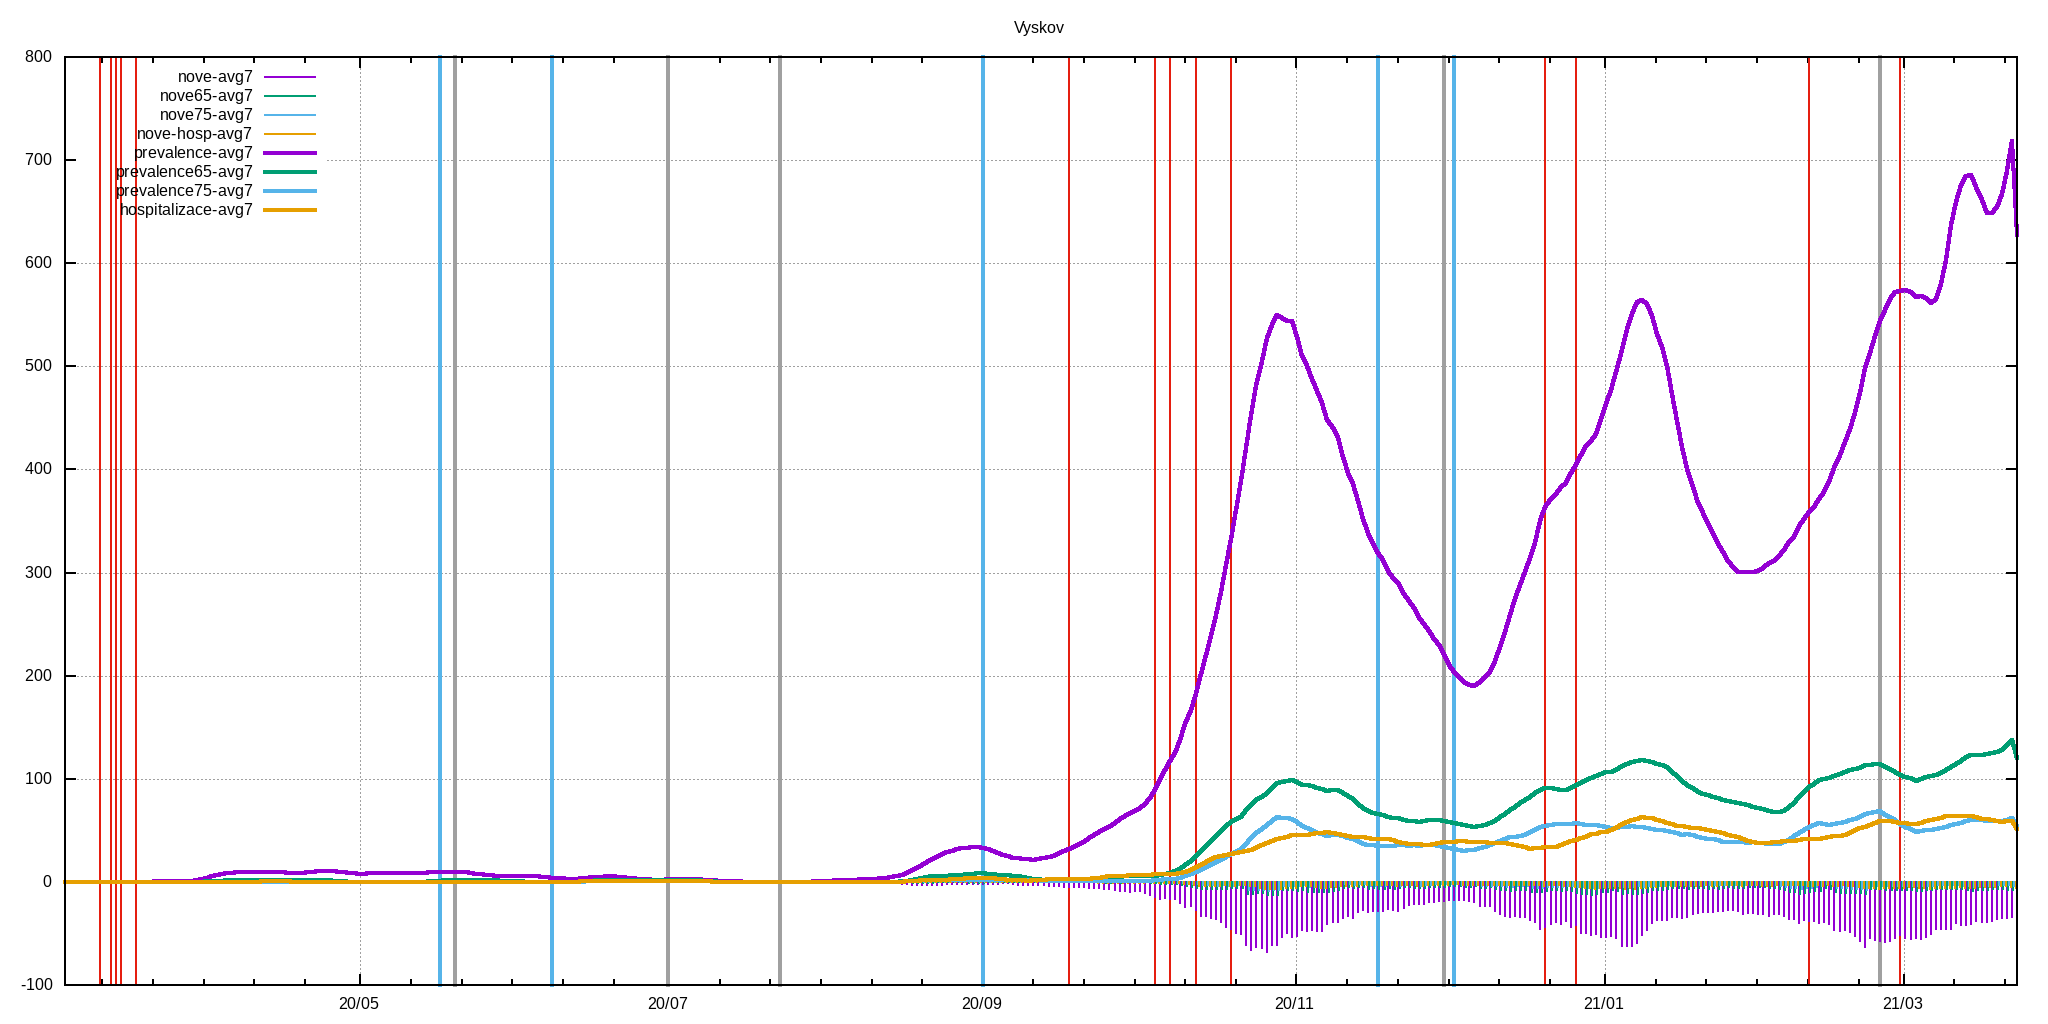 Vyskov
800
700
600
500
400
300
200
100
0
-100
nove-avg7
nove65-avg7
nove75-avg7
nove-hosp-avg7
prevalence-avg7
prevalence65-avg7
prevalence75-avg7
hospitalizace-avg7
20/05
20/07
20/09
20/11
21/01
21/03